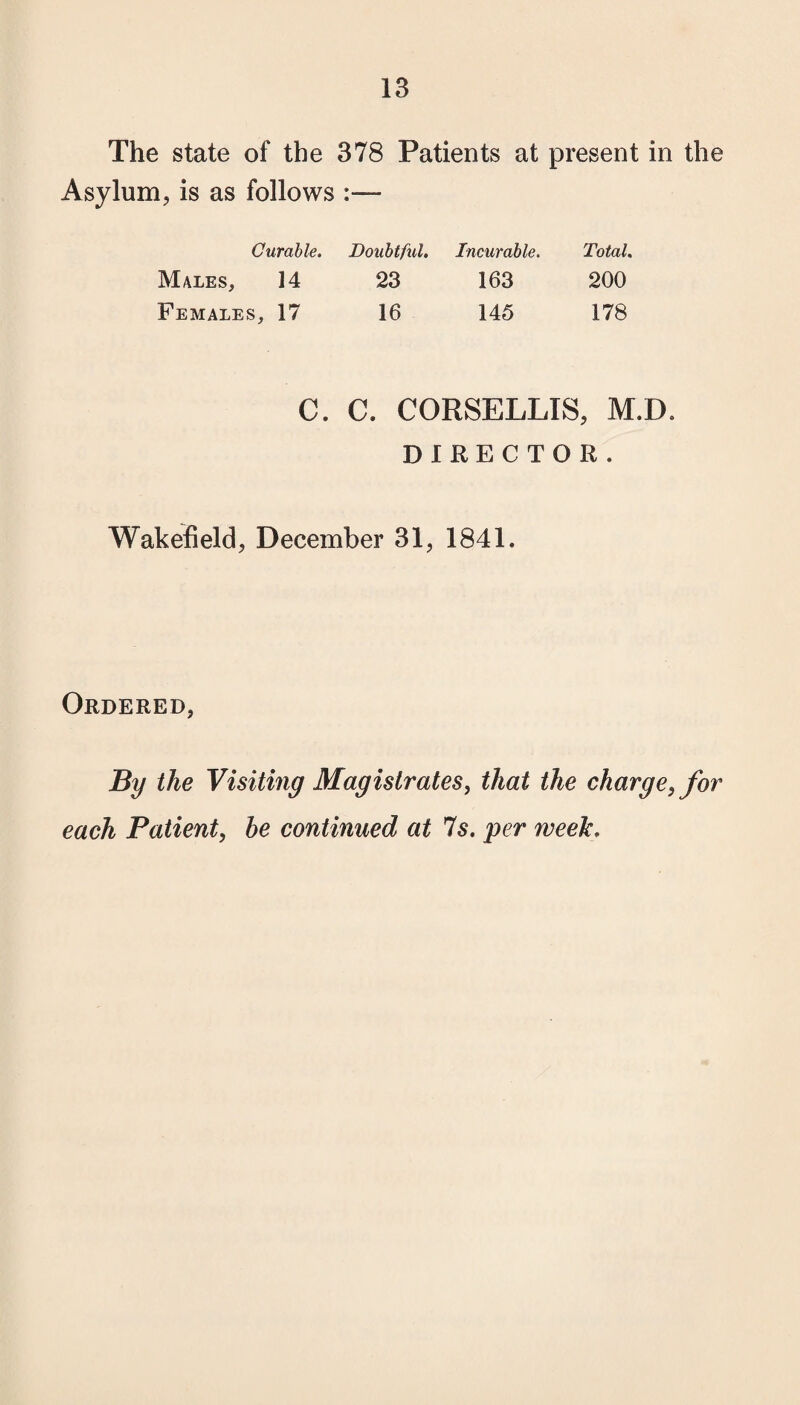 13
The state of the 378 Patients at present in the
Asylum, is as follows :—
Curable. Doubtful. Incurable. Total.
Males, 14 23 163 200
Females, 17 16 145 178
C. C. CORSELLIS, M.D.
DIRECTOR.
Wakefield, December 31, 1841.
Ordered,
By the Visiting Magistrates, that the charge, for
each Patient, be continued at 7s. per week.